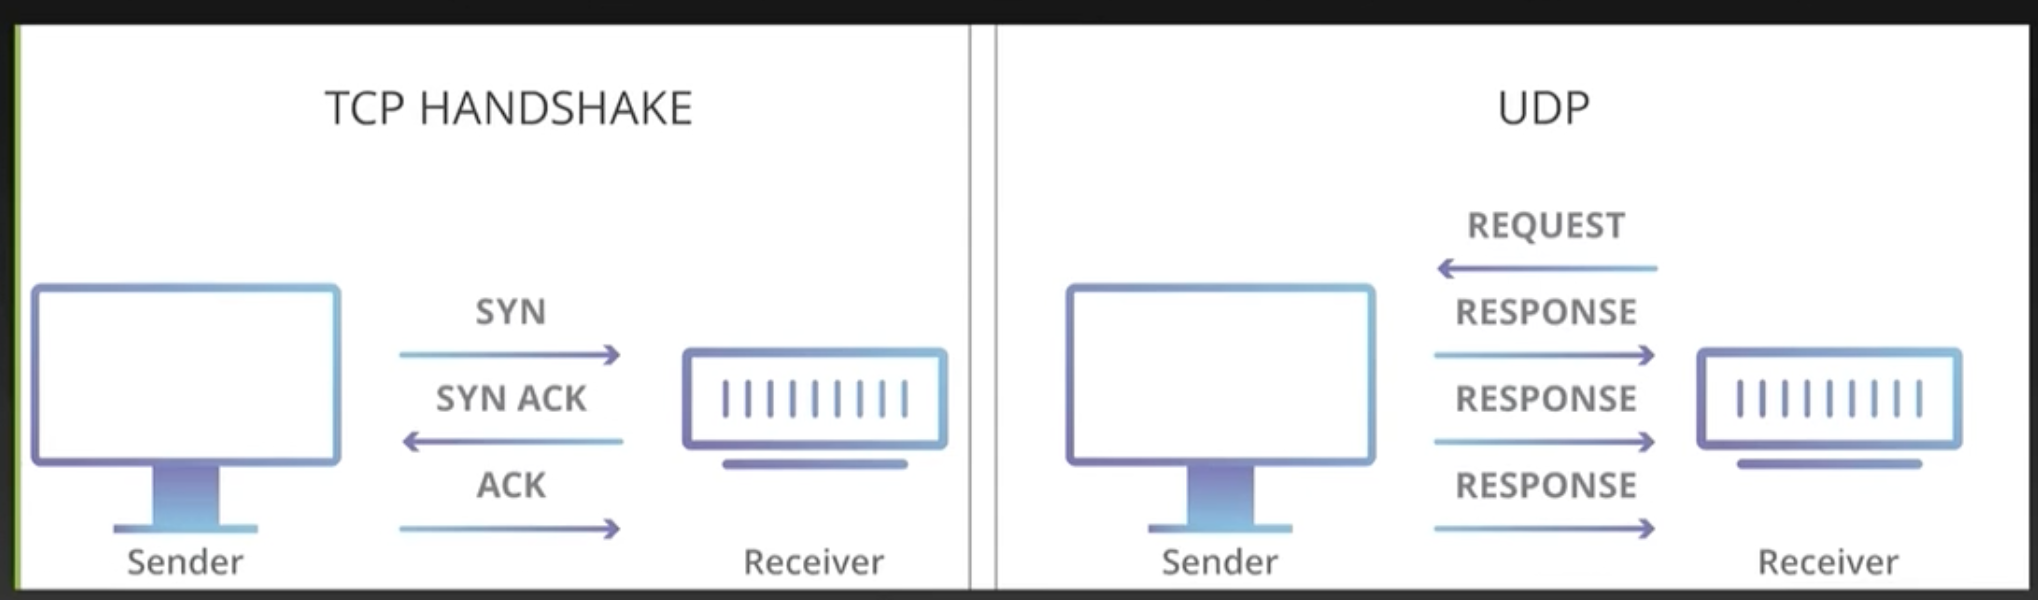 TCP HANDSHAKE
SYN
SYN ACK
ACK
Sender
Receiver
UDP
REQUEST
RESPONSE
RESPONSE
RESPONSE
Sender
Receiver